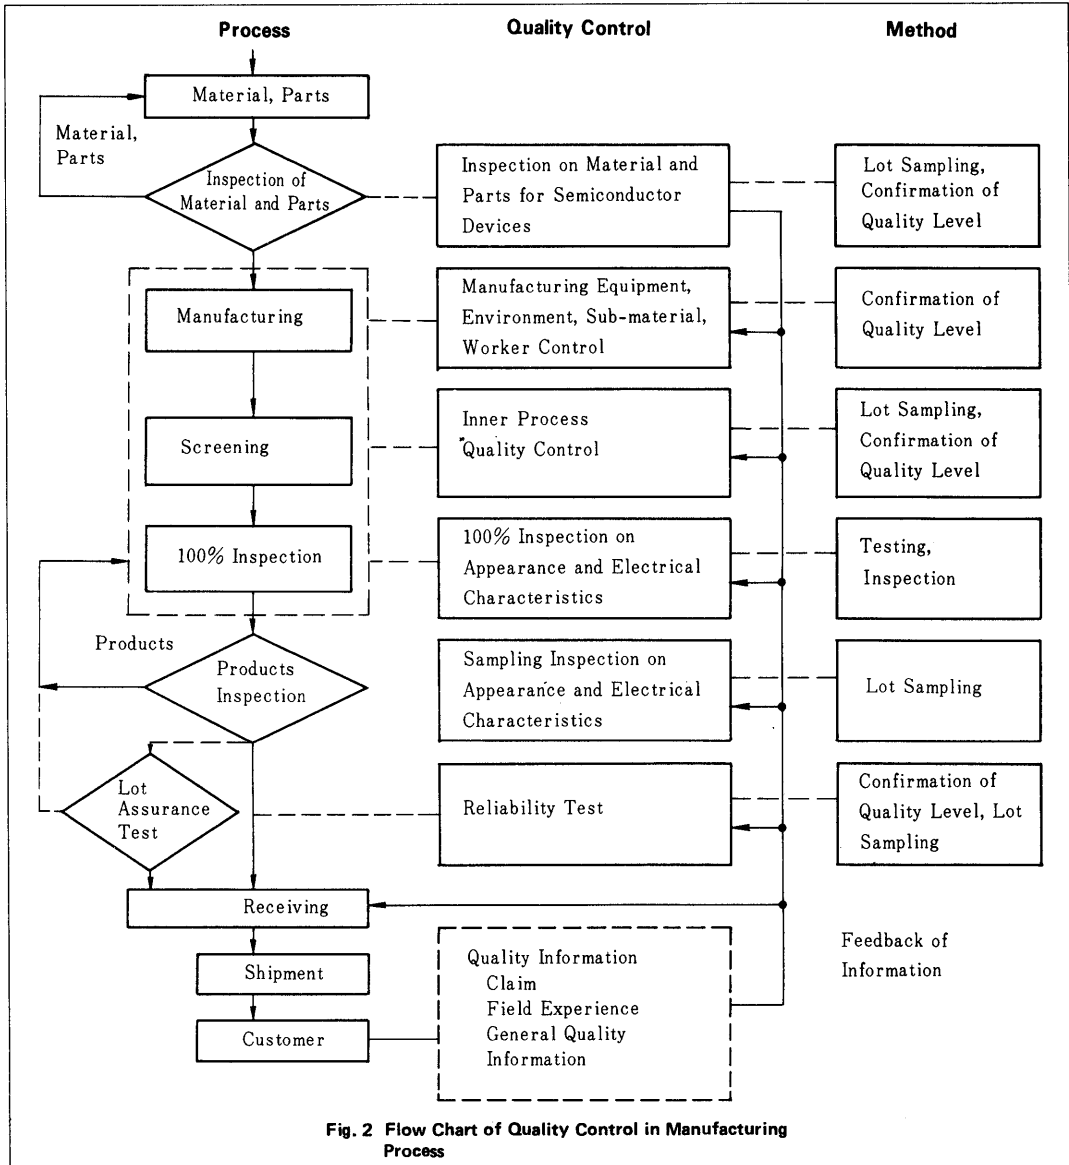 Process
Quality Control
Method
Material, Parts
Material,
Parts
Inspection of
Material and Parts
Inspection on Material and
Parts for Semiconductor
Devices
Lot Sampling,
Confirmation of
Quality Level
Manufacturing
Manufacturing Equipment,
Environment, Sub-material,
Worker Control
Confirmation of
Quality Level
Screening
Inner Process
Quality Control
Lot Sampling,
Confirmation of
Quality Level
100% Inspection
100% Inspection on
Appearance and Electrical
Characteristics
Testing,
Inspection
Products
Products
Inspection
Sampling Inspection on
Appearance and Electrical
Characteristics
Lot Sampling
Lot
Assurance
Test
Reliability Test
Confirmation of
Quality Level, Lot
Sampling
Receiving
Shipment
Customer
Quality Information
Claim
Field Experience
General Quality
Information
Feedback of
Information
Fig. 2 Flow Chart of Quality Control in Manufacturing
Process